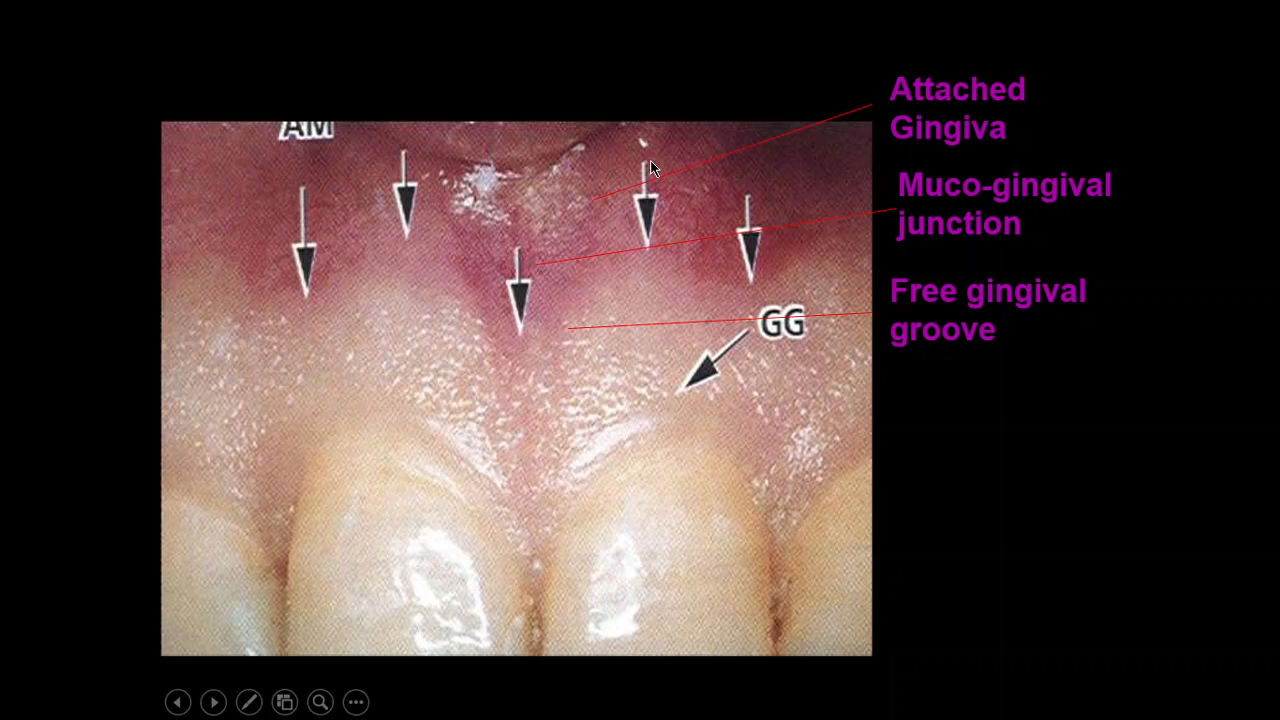 AM
Attached
Gingiva
Muco-gingival
junction
Free gingival
groove
GG